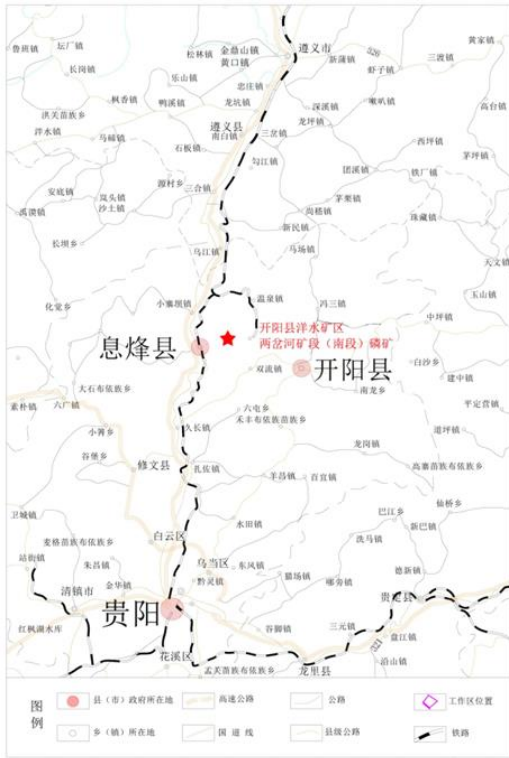 鲁班镇
坛厂镇
松林镇
金鼎山镇
黄口镇
遵义市
326
新蒲镇
虾子镇
三渡镇
黄家镇
长岗镇
乐山镇
忠庄镇
枫香镇
鸭溪镇
龙坑镇
深溪镇
喇叭镇
高台镇
洪关苗族乡
遵义县
南白镇
龙坪镇
三岔镇
洋水镇
马蹄镇
石板镇
西坪镇
茅坪镇
勾江镇
团溪镇
铁厂镇
源村乡
三合镇
安底镇
岚头镇
沙土镇
茅栗镇
禹谟镇
尚嵇镇
珠藏镇
新民镇
长坝乡
乌江镇
马场镇
天文镇
温泉镇
冯三镇
玉山镇
化觉乡
小寨坝镇
中坪镇
开阳县洋水矿区
两岔河矿段（南段）磷矿
息烽县
双流镇
开阳县
白沙乡
建中镇
大石布依族乡
南龙乡
素朴镇
六广镇
六屯乡
禾丰布依族苗族乡
平定营镇
久长镇
小箐乡
道坪镇
龙岗镇
谷堡乡
修文县
扎佐镇
羊昌镇
百宜镇
高寨苗族布依族乡
仙桥乡
卫城镇
巴江乡
新巴镇
白云区
水田镇
麦格苗族布依族乡
洗马镇
站街镇
朱昌镇
乌当区
东风镇
德新镇
金华镇
黔灵镇
腊场镇
哪旁镇
清镇市
贵定县
贵阳
红枫湖水库
谷脚镇
三元镇
盘江镇
321
花溪区
沿山镇
孟关苗族布依族乡
龙里县
图例
县（市）政府所在地
高速公路
公路
工作区位置
乡（镇）所在地
国道线
县级公路
铁路